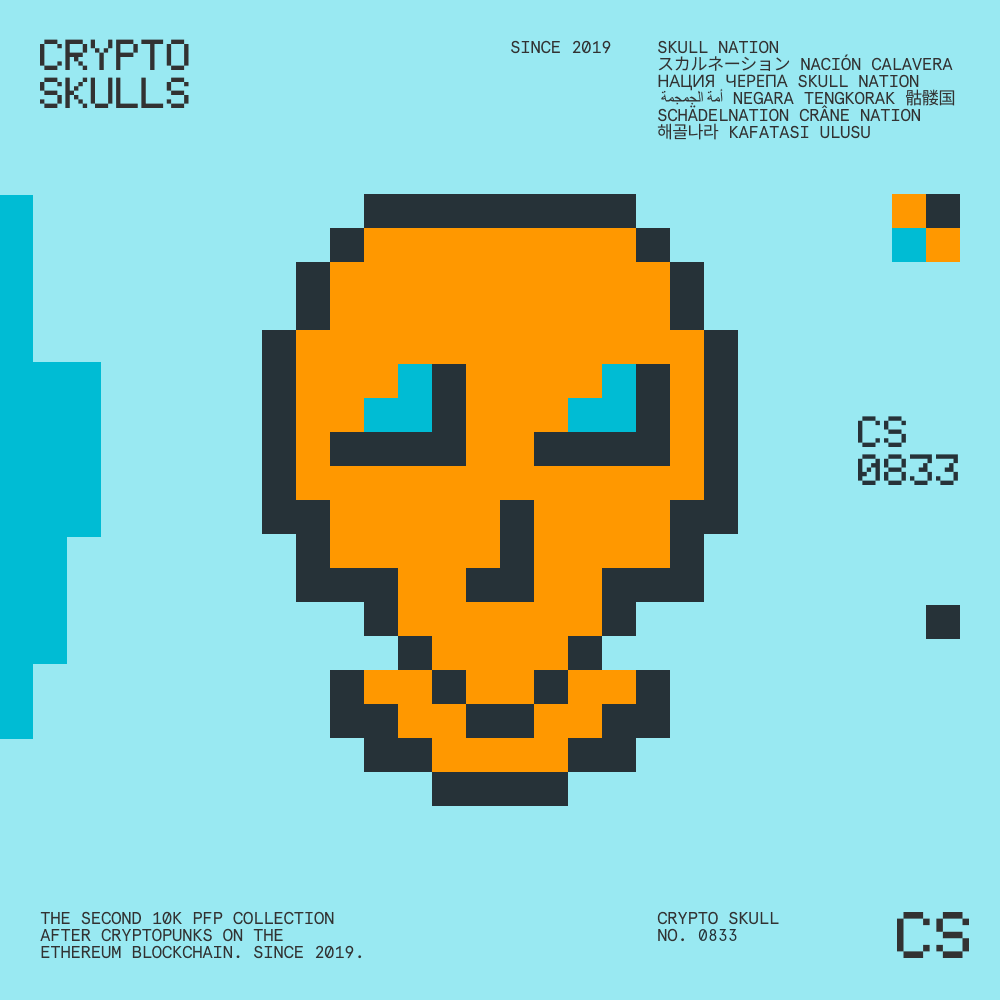 CRYPTO
SKULLS
SINCE 2019
SKULL NATION
スカルネーション NACIÓN CALAVERA
НАЦИЯ ЧЕРЕПА SKULL NATION
أمة الجمجمة NEGARA TENGKORAK 骷髅国
SCHÄDELNATION CRÂNE NATION
해골나라 KAFATASI ULUSU
CS
0833
THE SECOND 10K PFP COLLECTION
AFTER CRYPTOPUNKS ON THE
ETHEREUM BLOCKCHAIN. SINCE 2019.
CRYPTO SKULL
NO. 0833
CS